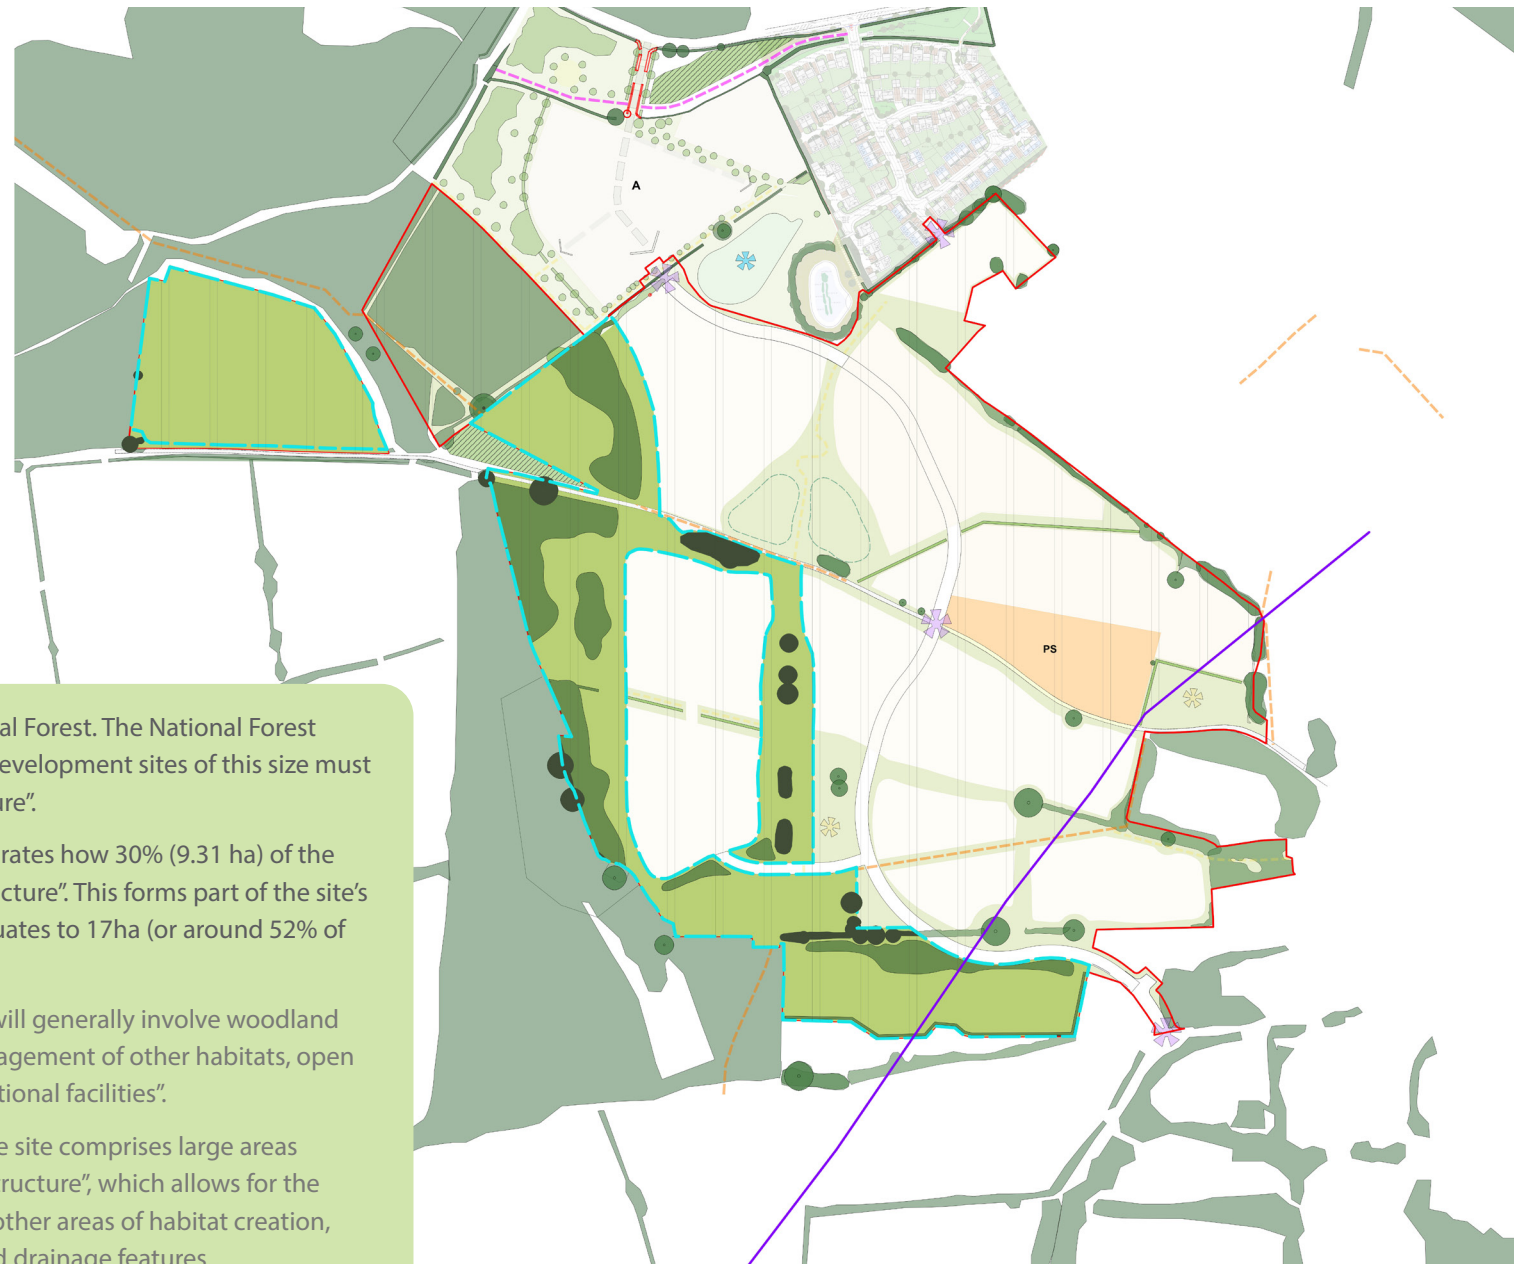 A
PS
al Forest. The National Forest
evelopment sites of this size must
ure”.
rates how 30% (9.31 ha) of the
cture”. This forms part of the site’s
uates to 17ha (or around 52% of
will generally involve woodland
agement of other habitats, open
tional facilities”.
e site comprises large areas
tructure”, which allows for the
other areas of habitat creation,
d drainage features